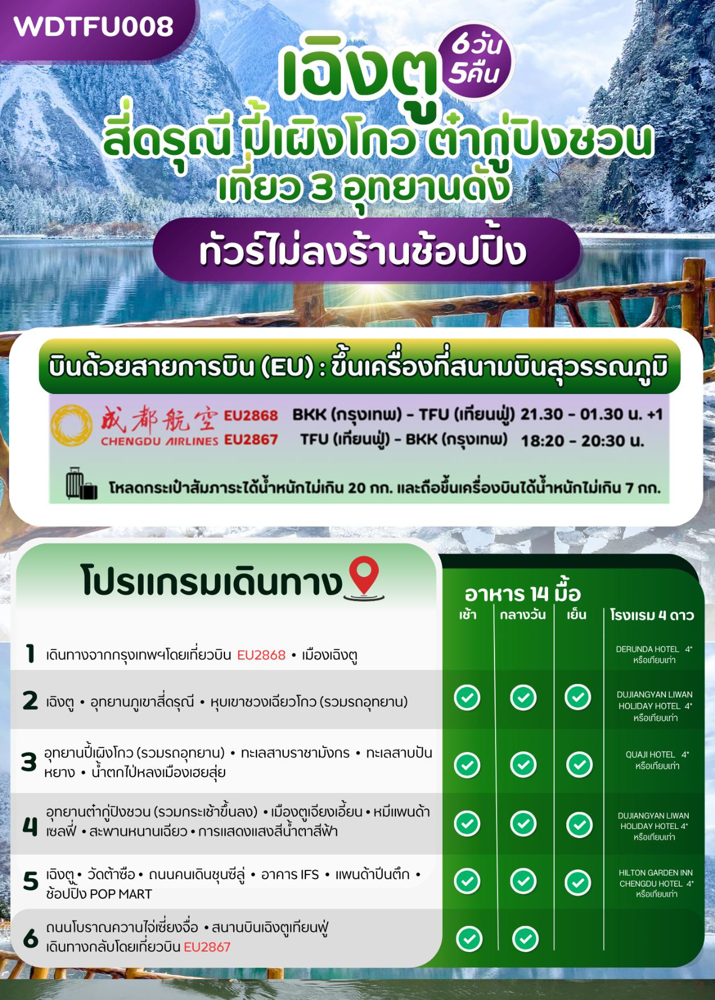 WDTFU008
เฉิงตู
6วัน
5คืน
สี่ดรุณี ปี้เผิงโกว ต๋ากู่ปิงชวน
เที่ยว 3 อุทยานดัง
ทัวร์ไม่ลงร้านช้อปปิ้ง
บินด้วยสายการบิน (EU) : ขึ้นเครื่องที่สนามบินสุวรรณภูมิ
成都航空 EU2868 BKK (กรุงเทพ) - TFU (เทียนฟู่) 21.30 - 01.30 น. +1
CHENGDU AIRLINES EU2867 TFU (เทียนฟู่) - BKK (กรุงเทพ) 18:20 - 20:30 น.
โหลดกระเป๋าสัมภาระได้น้ำหนักไม่เกิน 20 กก. และถือขึ้นเครื่องบินได้น้ำหนักไม่เกิน 7 กก.
โปรแกรมเดินทาง
อาหาร 14 มื้อ
เช้า กลางวัน เย็น โรงแรม 4 ดาว
1 เดินทางจากกรุงเทพฯโดยเที่ยวบิน EU2868 • เมืองเฉิงตู
DERUNDA HOTEL 4*
หรือเทียบเท่า
2 เฉิงตู • อุทยานภูเขาสี่ดรุณี • หุบเขาชวงเฉียวโกว (รวมรถอุทยาน)
DUJIANGYAN LIWAN
HOLIDAY HOTEL 4*
หรือเทียบเท่า
3 อุทยานปี้เผิงโกว (รวมรถอุทยาน) • ทะเลสาบราชามังกร • ทะเลสาบปัน
หยาง • น้ำตกไป่หลงเมืองเฮยสุ่ย
QUAJI HOTEL 4*
หรือเทียบเท่า
4 อุทยานต๋ากู่ปิงชวน (รวมกระเช้าขึ้นลง) • เมืองตูเจียงเอี้ยน • หมีแพนด้า
เซลฟี่ • สะพานหนานเฉียว • การแสดงแสงสีน้ำตาสีฟ้า
DUJIANGYAN LIWAN
HOLIDAY HOTEL 4*
หรือเทียบเท่า
5 เฉิงตู • วัดต้าซือ • ถนนคนเดินชุนซีลู่ • อาคาร IFS • แพนด้าปีนตึก •
ช้อปปิ้ง POP MART
HILTON GARDEN INN
CHENGDU HOTEL 4*
หรือเทียบเท่า
6 ถนนโบราณควานไจ่เซี่ยงจื่อ • สนานบินเฉิงตูเทียนฟู่
เดินทางกลับโดยเที่ยวบิน EU2867